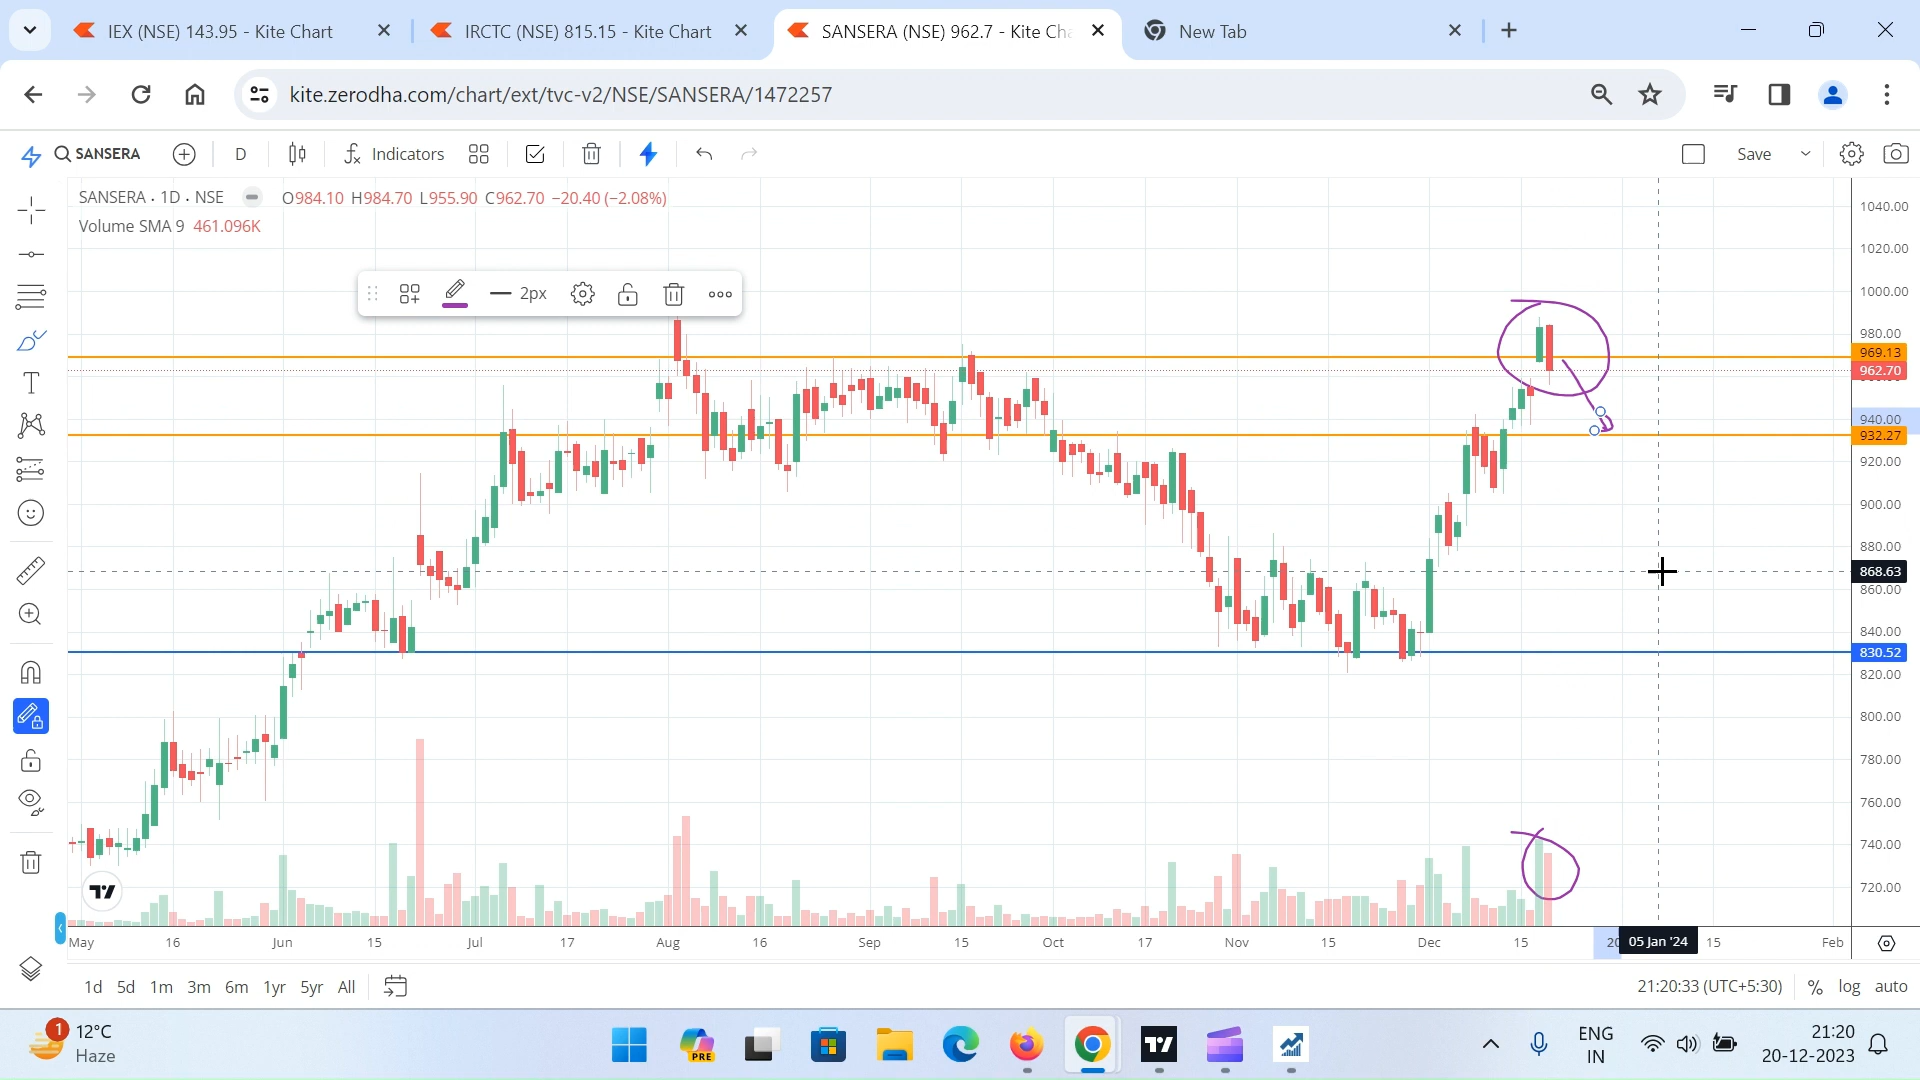 IEX (NSE) 143.95 - Kite Chart
IRCTC (NSE) 815.15 - Kite Chart
SANSERA (NSE) 962.7 - Kite Cha
New Tab
kite.zerodha.com/chart/ext/tvc-v2/NSE/SANSERA/1472257
SANSERA
D
Indicators
Save
SANSERA · 1D · NSE O984.10 H984.70 L955.90 C962.70 −20.40 (−2.08%)
Volume SMA 9 461.096K
2px
1040.00
1020.00
1000.00
980.00
969.13
962.70
940.00
932.27
920.00
900.00
880.00
868.63
860.00
840.00
830.52
820.00
800.00
780.00
760.00
740.00
720.00
May 16 Jun 15 Jul 17 Aug 16 Sep 15 Oct 17 Nov 15 Dec 15 05 Jan '24 15 Feb
1d 5d 1m 3m 6m 1yr 5yr All
21:20:33 (UTC+5:30) % log auto
1
12°C
Haze
PRE
ENG
IN
21:20
20-12-2023